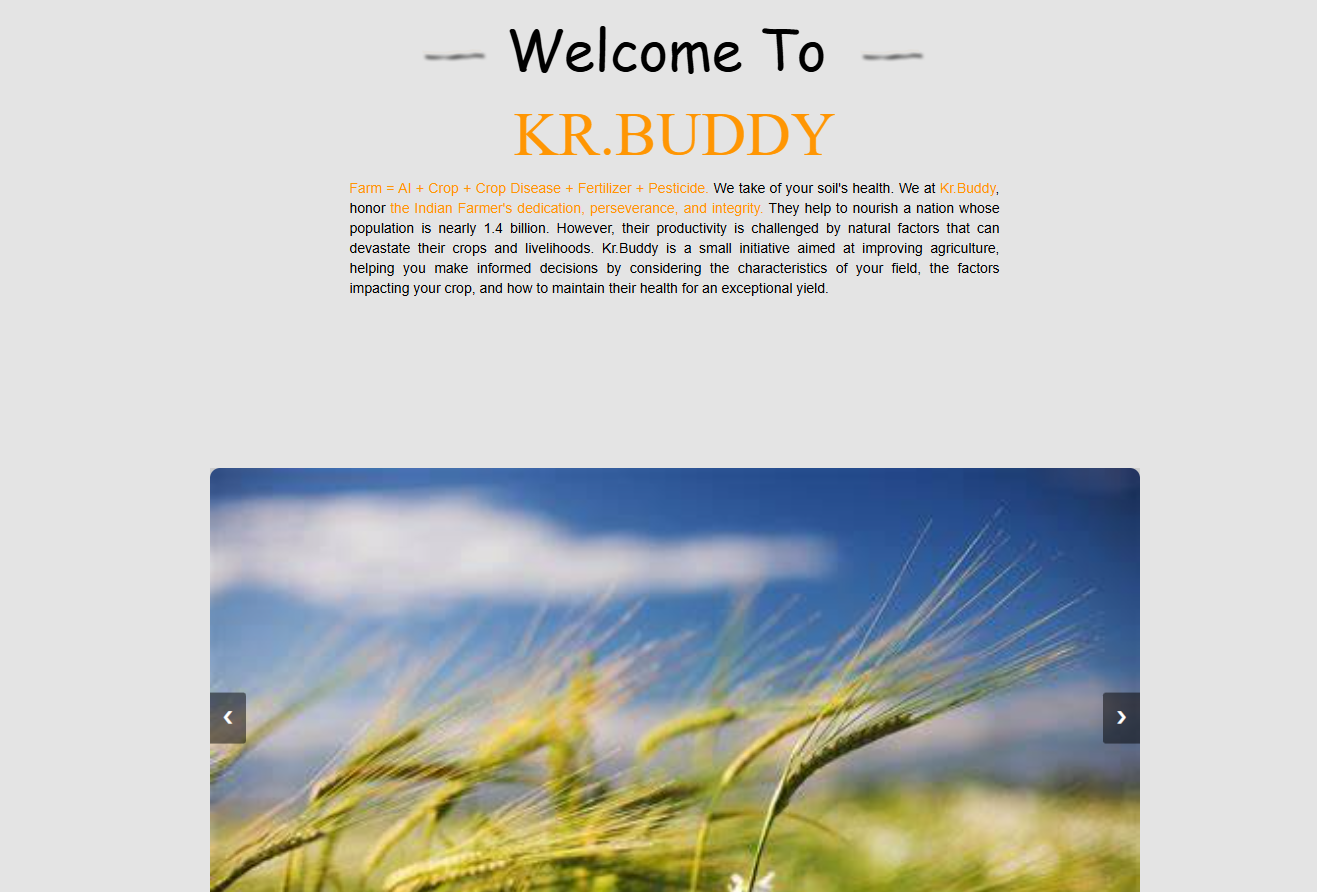 Welcome To
KR.BUDDY
Farm = AI + Crop + Crop Disease + Fertilizer + Pesticide. We take of your soil's health. We at Kr.Buddy,
honor the Indian Farmer's dedication, perseverance, and integrity. They help to nourish a nation whose
population is nearly 1.4 billion. However, their productivity is challenged by natural factors that can
devastate their crops and livelihoods. Kr.Buddy is a small initiative aimed at improving agriculture,
helping you make informed decisions by considering the characteristics of your field, the factors
impacting your crop, and how to maintain their health for an exceptional yield.